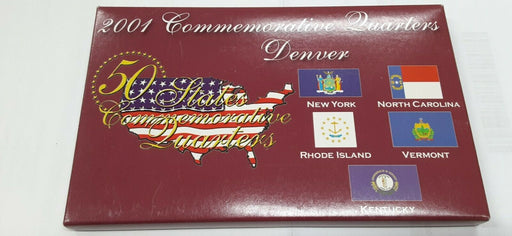 2001 Commemorative Quarters
Denver
50 States
Commemorative
Quarters
NEW YORK
NORTH CAROLINA
RHODE ISLAND
VERMONT
KENTUCKY